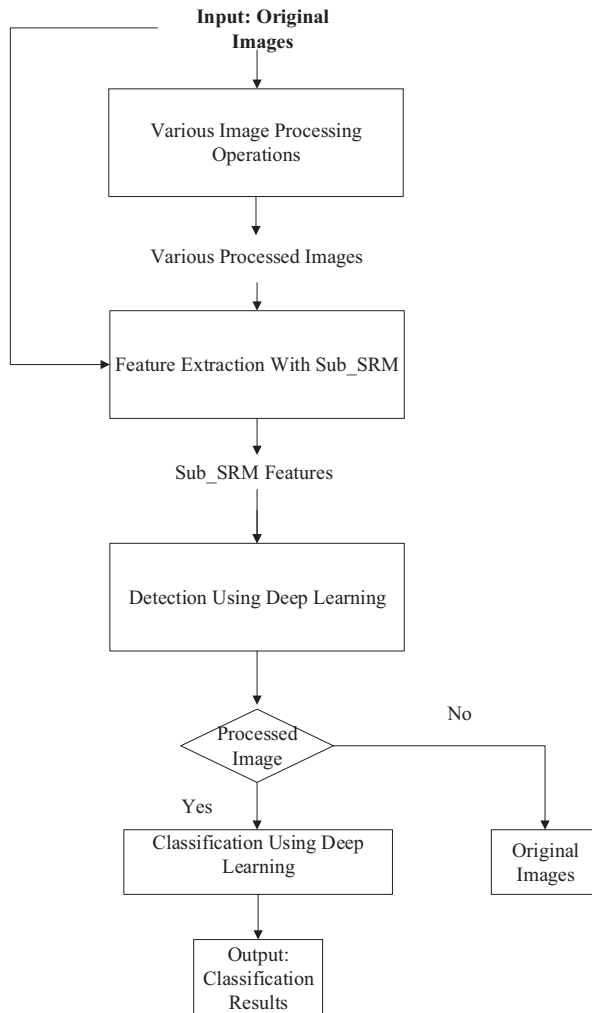 Input: Original
Images
Various Image Processing
Operations
Various Processed Images
Feature Extraction With Sub_SRM
Sub_SRM Features
Detection Using Deep Learning
No
Processed
Image
Yes
Classification Using Deep
Learning
Original
Images
Output:
Classification
Results